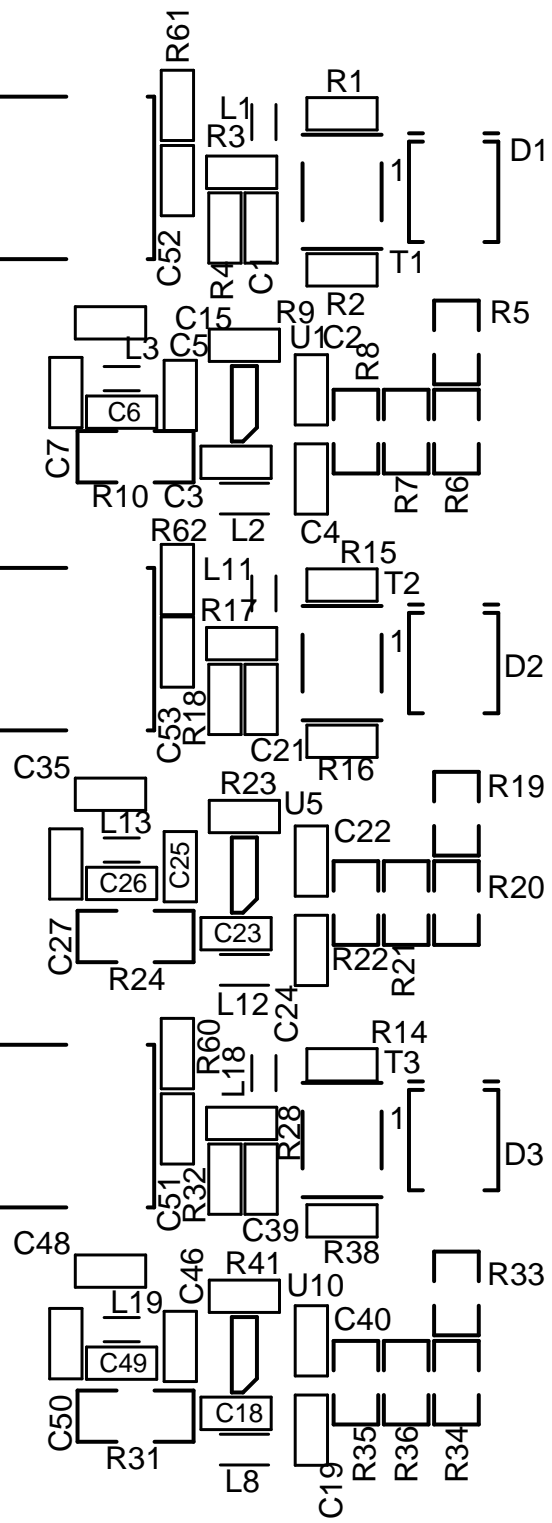 R61
L1
R1
R3
D1
1
C52
R4
C1
T1
R2
C15
R9
R5
L3
C5
U1
C2
R8
C6
C7
R10
C3
R7
R6
L2
C4
R62
R15
L11
T2
R17
1
D2
C53
R18
C21
R16
C35
R23
U5
R19
L13
C22
C25
C26
R20
C27
C23
R22
R21
R24
L12
C24
R60
R14
L18
T3
R28
1
D3
C51
R32
C39
R38
C48
C46
R41
U10
R33
L19
C40
C49
C50
C18
R31
R35
R36
R34
L8
C19